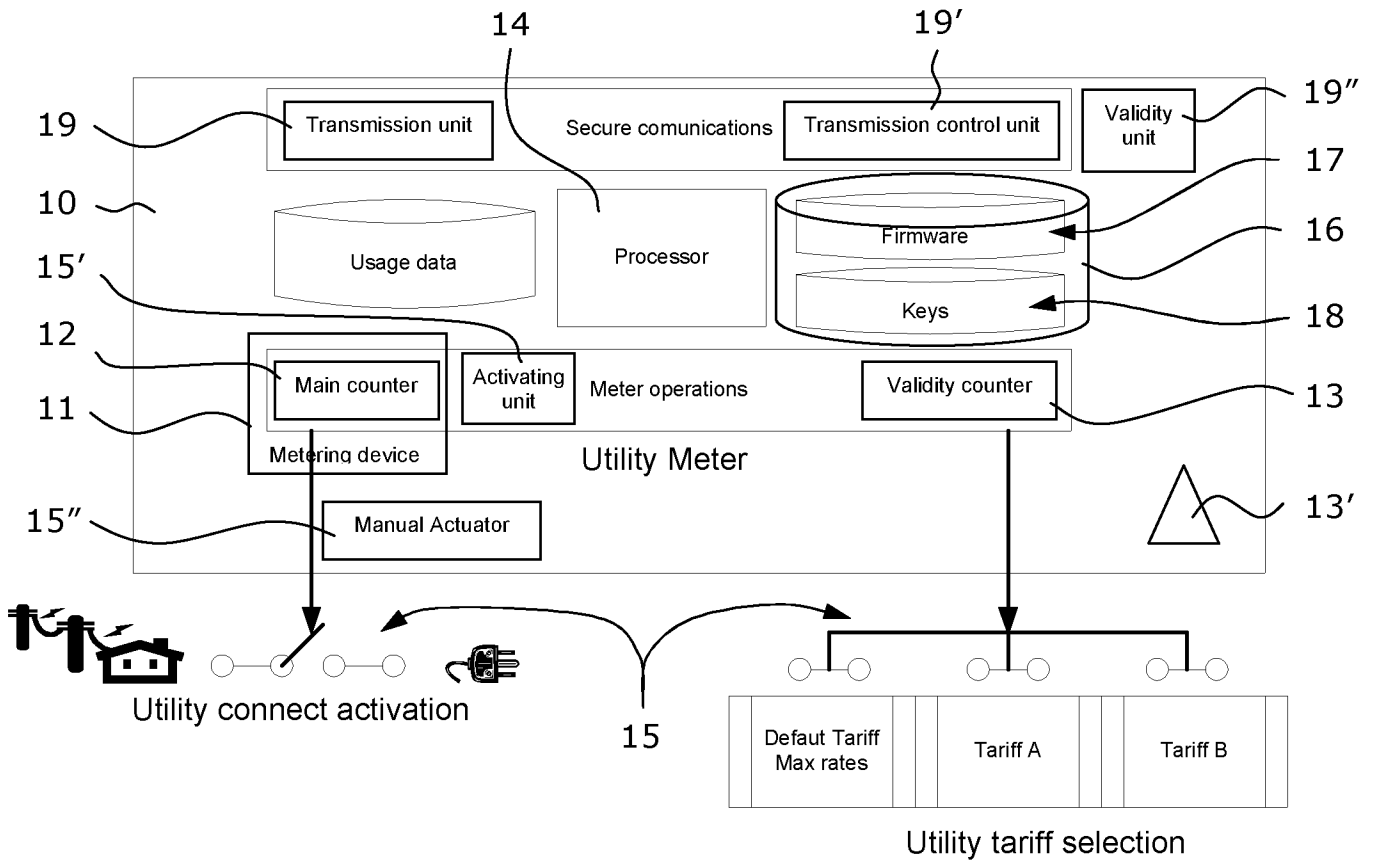 14
19′
19
Transmission unit
Secure comunications
Transmission control unit
Validity
unit
19″
17
10
Usage data
Processor
Firmware
16
15′
Keys
18
12
Main counter
Activating
unit
Meter operations
Validity counter
13
11
Metering device
Utility Meter
15″
Manual Actuator
13′
Utility connect activation
15
Defaut Tariff
Max rates
Tariff A
Tariff B
Utility tariff selection